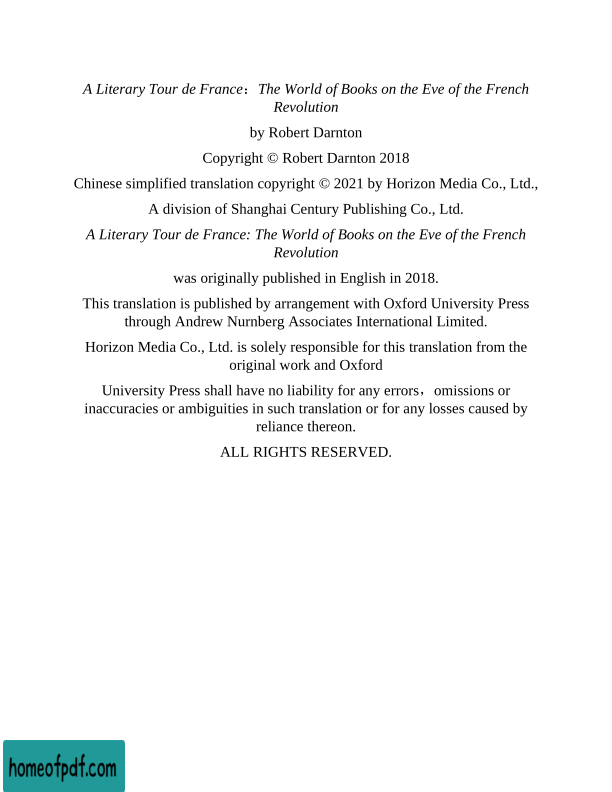 A Literary Tour de France：The World of Books on the Eve of the French
Revolution
by Robert Darnton
Copyright © Robert Darnton 2018
Chinese simplified translation copyright © 2021 by Horizon Media Co., Ltd.,
A division of Shanghai Century Publishing Co., Ltd.
A Literary Tour de France: The World of Books on the Eve of the French
Revolution
was originally published in English in 2018.
This translation is published by arrangement with Oxford University Press
through Andrew Nurnberg Associates International Limited.
Horizon Media Co., Ltd. is solely responsible for this translation from the
original work and Oxford
University Press shall have no liability for any errors，omissions or
inaccuracies or ambiguities in such translation or for any losses caused by
reliance thereon.
ALL RIGHTS RESERVED.
homeofpdf.com